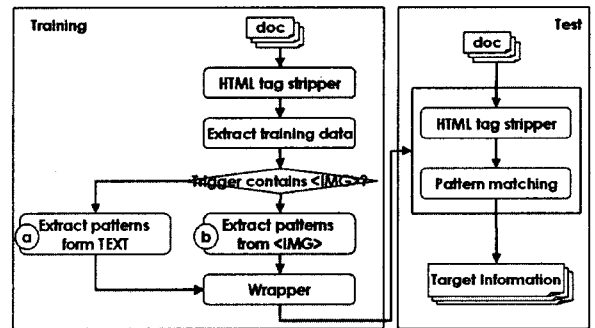 Training
doc
HTML tag stripper
Extract training data
Trigger contains <IMG>?
a
Extract patterns
form TEXT
b
Extract patterns
from <IMG>
Wrapper
Test
doc
HTML tag stripper
Pattern matching
Target information